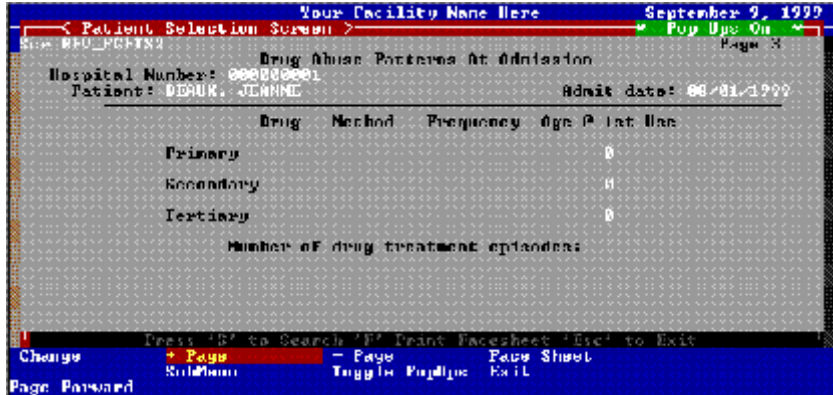 Your Facility Name Here September 9, 1999
< Patient Selection Screen > Pop Ups On
Page 3
Drug Abuse Patterns At Admission
Hospital Number: 000000001
Patient: JEANNE Admit date: 08/01/1999
Drug Method Frequency Age @ 1st Use
Primary 0
Secondary 0
Tertiary 0
Number of drug treatment episodes:
Press 'S' to Search 'F' Print Facesheet 'Esc' to Exit
Change + Page - Page Face Sheet
SubMenu Toggle PopUps Exit
Page Forward